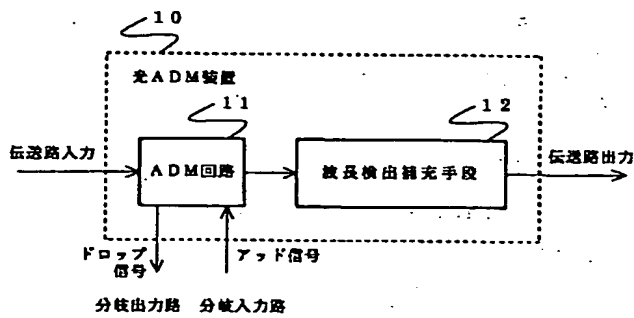 10
光ADM装置
11
12
伝送路入力
ADM回路
波長検出補充手段
伝送路出力
ドロップ
信号
アッド信号
分岐出力路 分岐入力路